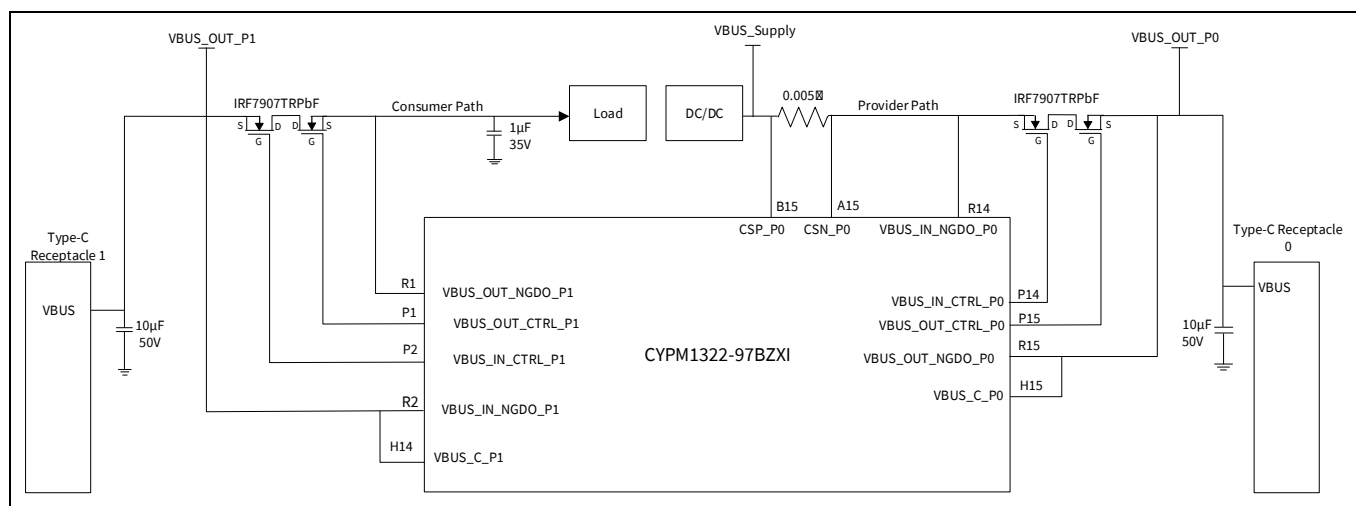 VBUS_Supply
VBUS_OUT_P1
VBUS_OUT_P0
IRF7907TRPbF
Consumer Path
Load
DC/DC
0.005
Provider Path
IRF7907TRPbF
S D D S
G G
1µF
35V
S D D S
G G
B15
A15
R14
CSP_P0
CSN_P0
VBUS_IN_NGDO_P0
Type-C
Receptacle 1
Type-C Receptacle
0
VBUS
VBUS
R1
VBUS_OUT_NGDO_P1
P1
VBUS_OUT_CTRL_P1
P2
VBUS_IN_CTRL_P1
R2
VBUS_IN_NGDO_P1
H14
VBUS_C_P1
10µF
50V
CYPM1322-97BZXI
VBUS_IN_CTRL_P0
P14
VBUS_OUT_CTRL_P0
P15
VBUS_OUT_NGDO_P0
R15
VBUS_C_P0
H15
10µF
50V